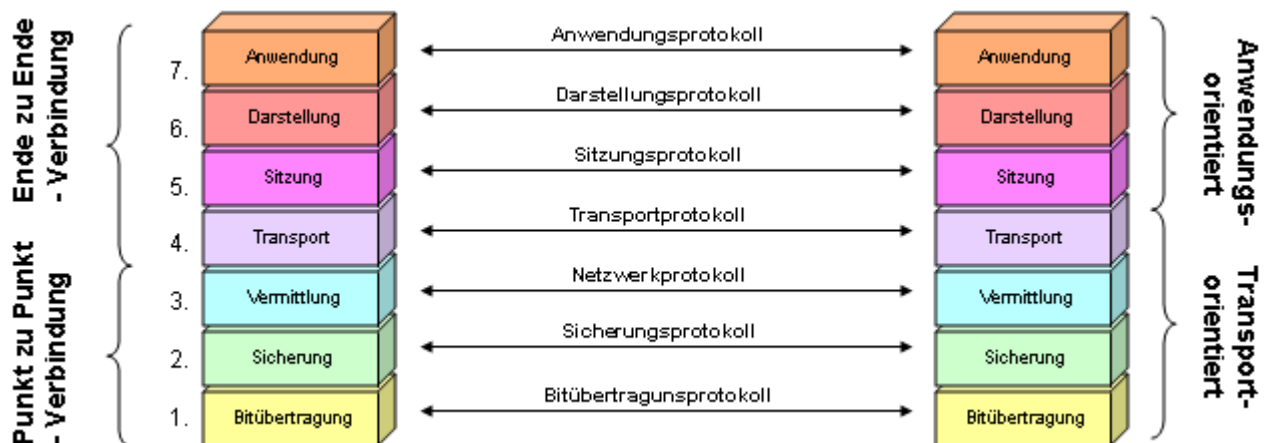 Ende zu Ende
- Verbindung
Punkt zu Punkt
- Verbindung
7.
Anwendung
Anwendungsprotokoll
Anwendung
6.
Darstellung
Darstellungsprotokoll
Darstellung
5.
Sitzung
Sitzungsprotokoll
Sitzung
4.
Transport
Transportprotokoll
Transport
3.
Vermittlung
Netzwerkprotokoll
Vermittlung
2.
Sicherung
Sicherungsprotokoll
Sicherung
1.
Bitübertragung
Bitübertragunsprotokoll
Bitübertragung
Anwendungs-
orientiert
Transport-
orientiert